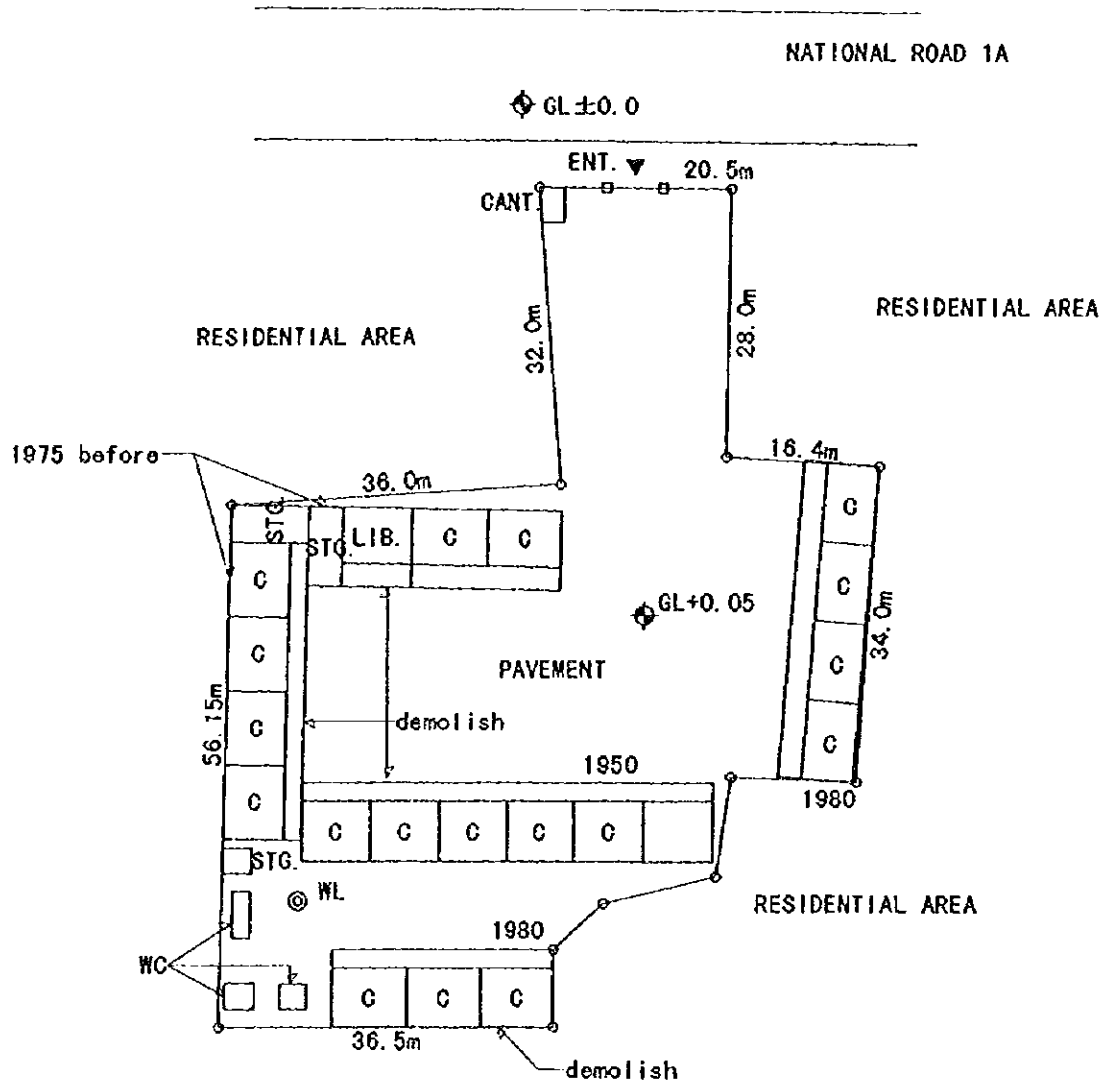 NATIONAL ROAD 1A
GL±0.0
ENT.
20.5m
CANT.
32.0m
28.0m
RESIDENTIAL AREA
RESIDENTIAL AREA
1975 before
36.0m
16.4m
STG.
STG.
LIB.
C
C
C
C
C
GL+0.05
C
34.0m
PAVEMENT
C
C
56.15m
demolish
C
C
1950
1980
C
C
C
C
C
STG.
WL
RESIDENTIAL AREA
1980
WC
C
C
C
36.5m
demolish